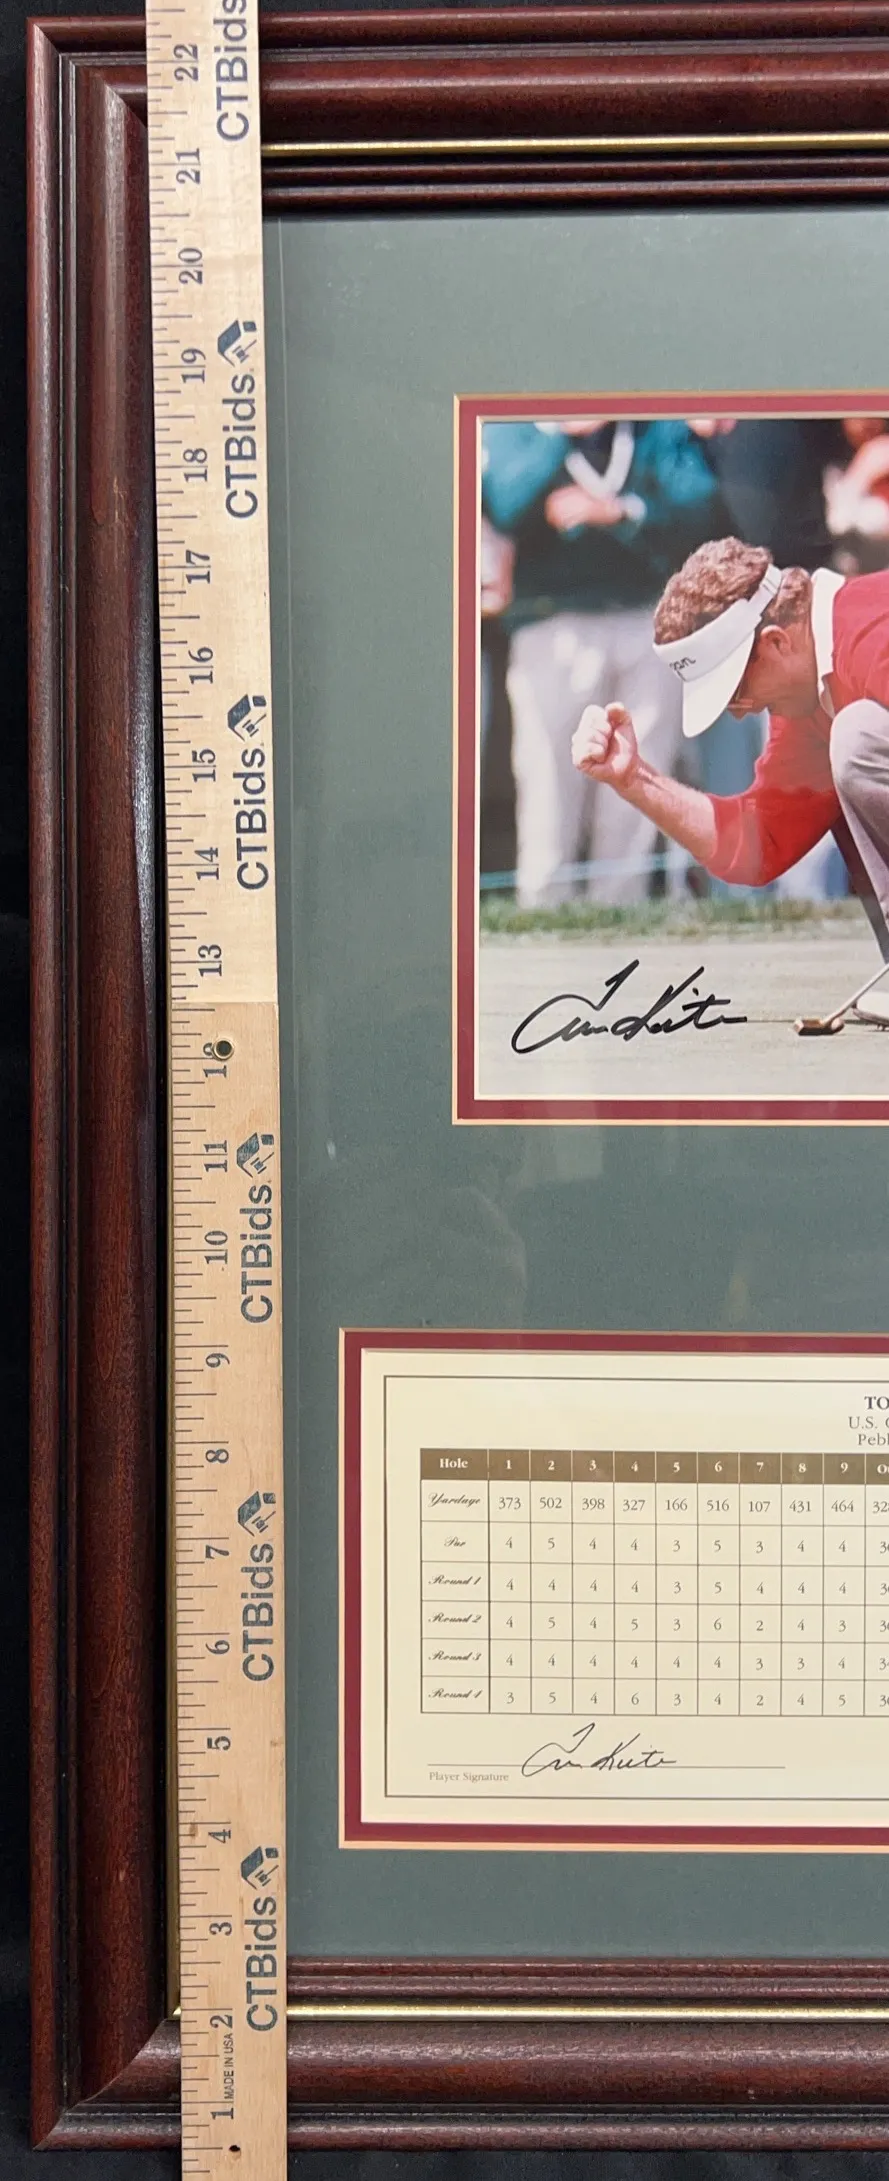 22
CTBids
21
20
19
CTBids
18
17
16
CTBids
15
14
13
12
11
CTBids
10
9
8
CTBids
7
6
5
4
CTBids
3
2
MADE IN USA
1
Tom Kite
TO
U.S.
Pebb
Hole 1 2 3 4 5 6 7 8 9
Yardage 373 502 398 327 166 516 107 431 464
Par 4 5 4 4 3 5 3 4 4
Round 1 4 4 4 4 3 5 4 4 4
Round 2 4 5 4 5 3 6 2 4 3
Round 3 4 4 4 4 4 4 3 3 4
Round 4 3 5 4 6 3 4 2 4 5
Player Signature Tom Kite